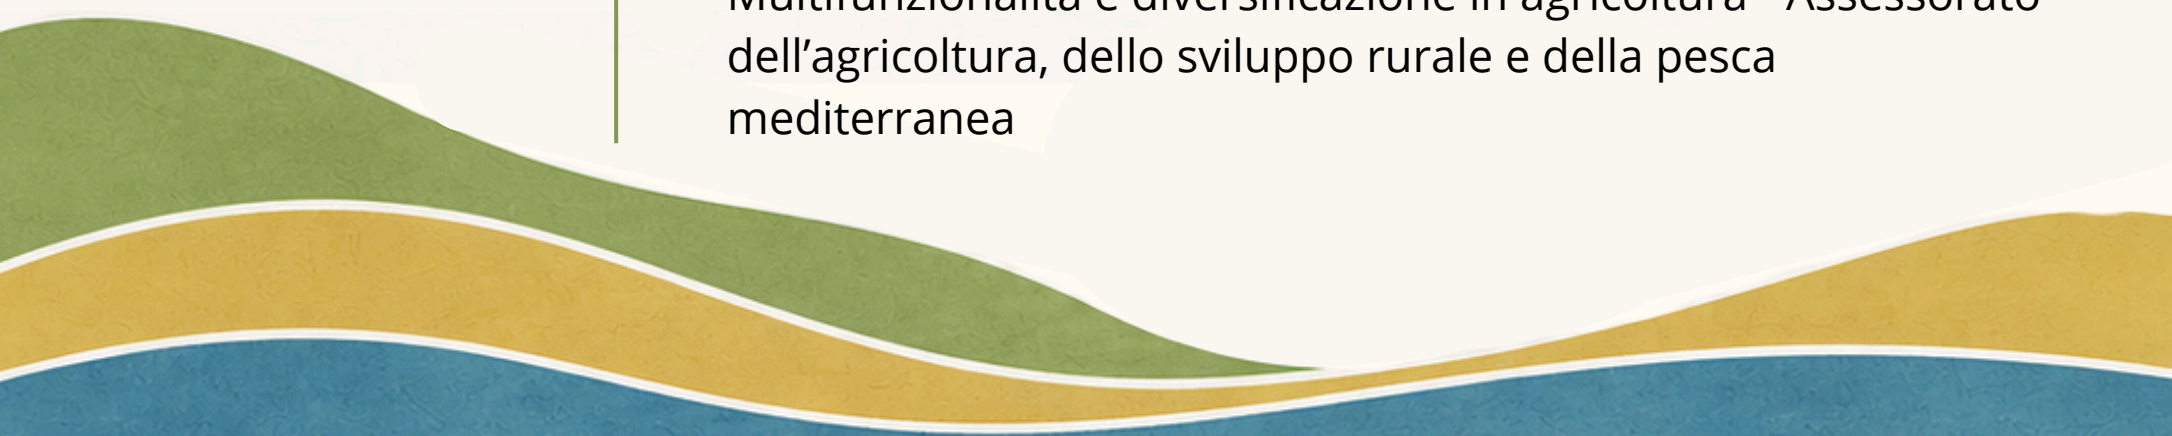 Multifunzionalità e diversificazione in agricoltura - Assessorato
dell’agricoltura, dello sviluppo rurale e della pesca
mediterranea